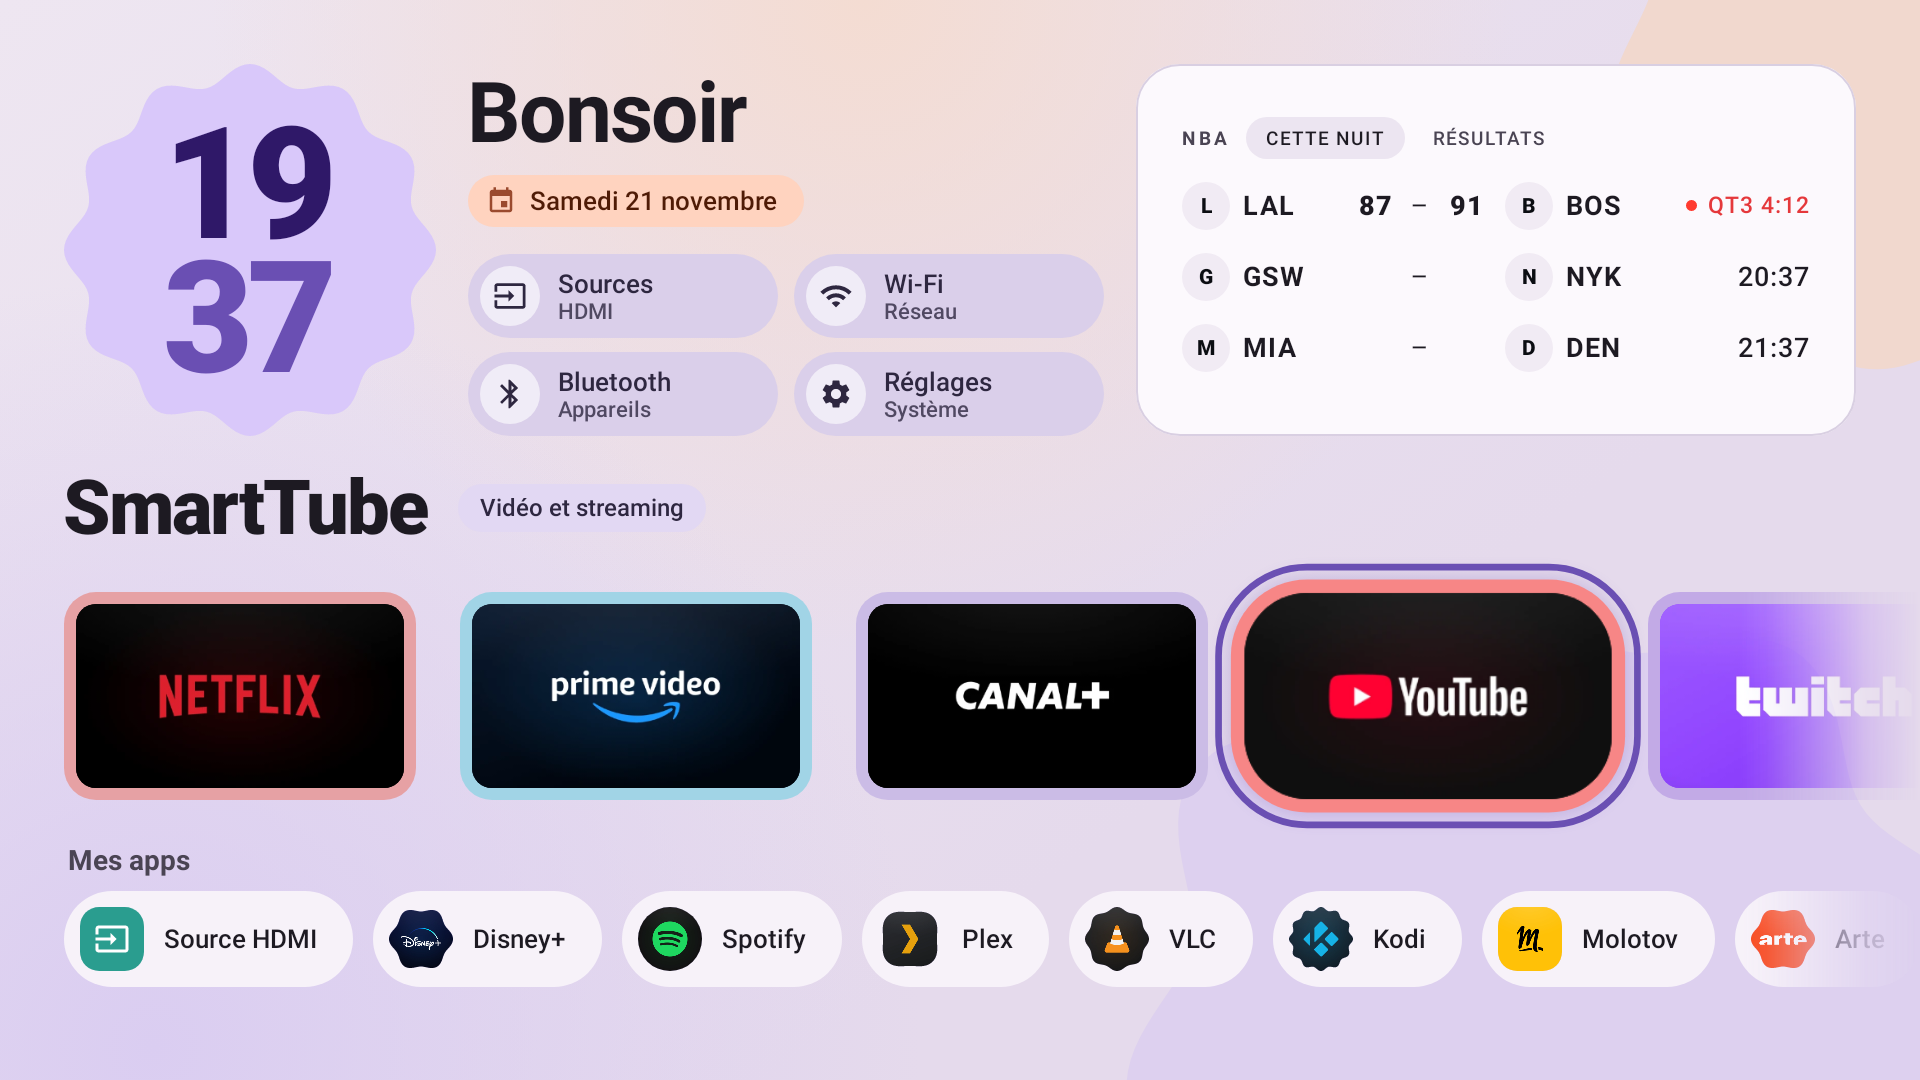 19
37
Bonsoir
Samedi 21 novembre
Sources
HDMI
Wi-Fi
Réseau
Bluetooth
Appareils
Réglages
Système
NBA CETTE NUIT RÉSULTATS
L LAL 87 – 91 B BOS QT3 4:12
G GSW – N NYK 20:37
M MIA – D DEN 21:37
SmartTube Vidéo et streaming
NETFLIX
prime video
CANAL+
YouTube
twitch
Mes apps
Source HDMI
Disney+ Disney+
Spotify
Plex
VLC
Kodi
M. Molotov
arte Arte